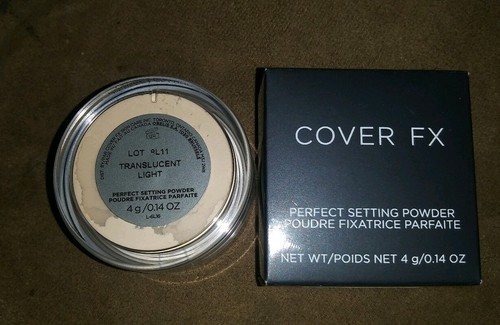 LOT
TRANSLUCENT
LIGHT
PERFECT SETTING POWDER
POUDRE FIXATRICE PARFAITE
4 g/0.14 OZ
COVER FX
PERFECT SETTING POWDER
POUDRE FIXATRICE PARFAITE
NET WT/POIDS NET 4 g/0.14 OZ